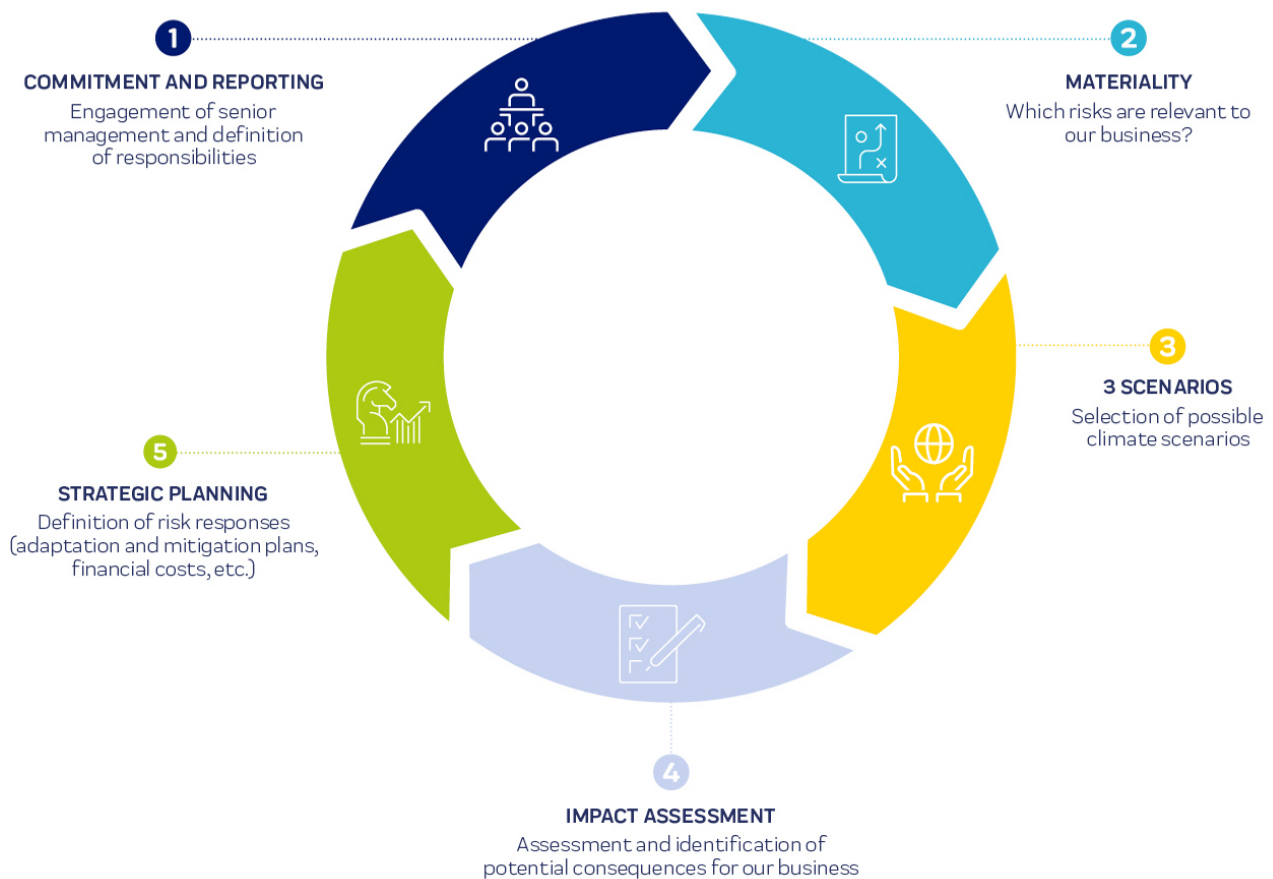 1
COMMITMENT AND REPORTING
Engagement of senior
management and definition
of responsibilities
2
MATERIALITY
Which risks are relevant to
our business?
3
3 SCENARIOS
Selection of possible
climate scenarios
4
IMPACT ASSESSMENT
Assessment and identification of
potential consequences for our business
5
STRATEGIC PLANNING
Definition of risk responses
(adaptation and mitigation plans,
financial costs, etc.)